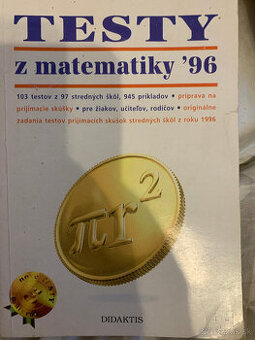 TESTY
z matematiky '96
103 testov z 97 stredných škôl, 945 príkladov • príprava na
prijímacie skúšky • pre žiakov, učiteľov, rodičov • originálne
zadania testov prijímacích skúšok stredných škôl z roku 1996
πr²
DIDAKTIS